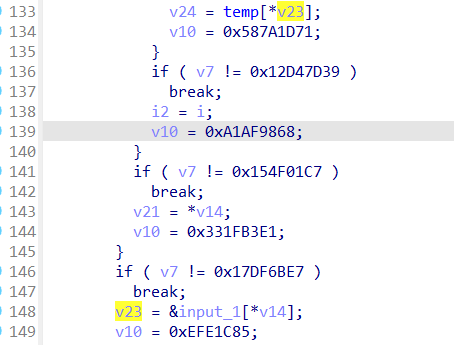 133 v24 = temp[*v23];
134 v10 = 0x587A1D71;
135 }
136 if ( v7 != 0x12D47D39 )
137 break;
138 i2 = i;
139 v10 = 0xA1AF9868;
140 }
141 if ( v7 != 0x154F01C7 )
142 break;
143 v21 = *v14;
144 v10 = 0x331FB3E1;
145 }
146 if ( v7 != 0x17DF6BE7 )
147 break;
148 v23 = &input_1[*v14];
149 v10 = 0xEFE1C85;